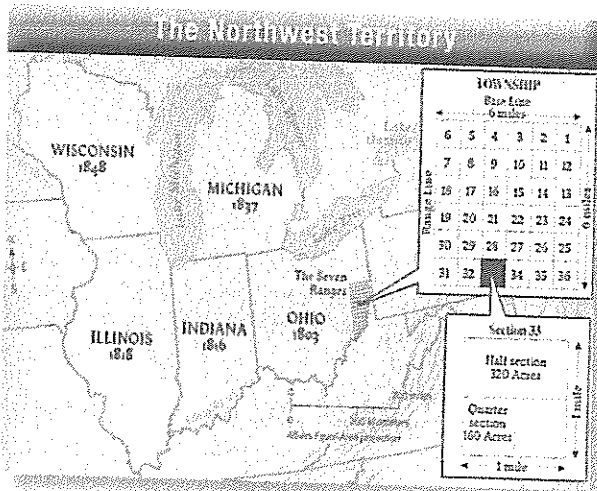 The Northwest Territory
WISCONSIN
1848
MICHIGAN
1837
The Seven
Ranges
OHIO
1803
INDIANA
1816
ILLINOIS
1818
TOWNSHIP
Base Line
6 miles
Range Line
6 5 4 3 2 1
7 8 9 10 11 12
18 17 16 15 14 13
19 20 21 22 23 24
30 29 28 27 26 25
31 32 34 35 36
6 miles
Section 33
Half section
320 Acres
Quarter
section
160 Acres
1 mile
1 mile